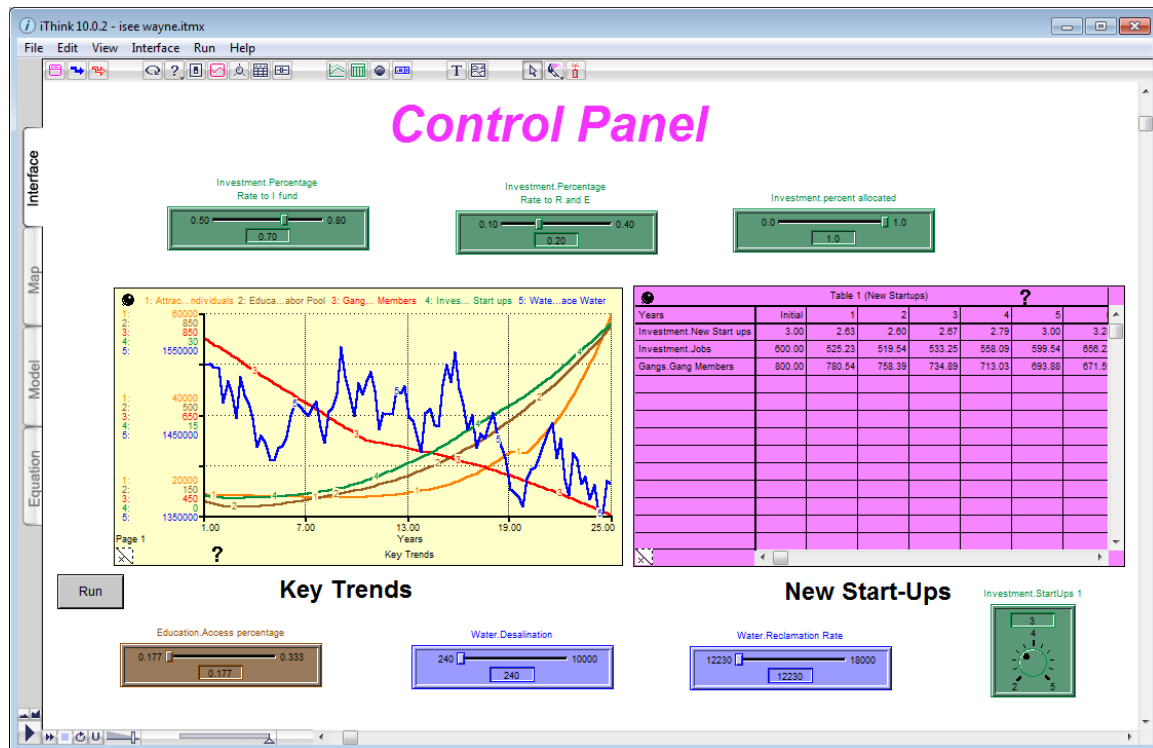 iThink 10.0.2 - isee wayne.itmx
File Edit View Interface Run Help
Interface
Map
Model
Equation
Control Panel
Investment.Percentage
Rate to I fund
0.50 0.80
0.70
Investment.Percentage
Rate to R and E
0.10 0.40
0.20
Investment.percent allocated
0.0 1.0
1.0
1: Attrac...ndividuals 2: Educa...abor Pool 3: Gang... Members 4: Inves... Start ups 5: Wate...ace Water
1: 60000
2: 850
3: 850
4: 30
5: 1550000
1: 40000
2: 500
3: 650
4: 15
5: 1450000
1: 20000
2: 150
3: 450
4: 0
5: 1350000
1.00 7.00 13.00 19.00 25.00
Page 1
Years
Key Trends
?
Table 1 (New Startups) ?
Years Initial 1 2 3 4 5
Investment.New Start ups 3.00 2.63 2.60 2.67 2.79 3.00 3.2
Investment.Jobs 600.00 525.23 519.54 533.25 558.09 599.54 656.2
Gangs.Gang Members 800.00 780.54 758.39 734.89 713.03 693.88 671.5
Run
Key Trends
New Start-Ups
Education.Access percentage
0.177 0.333
0.177
Water.Desalination
240 10000
240
Water.Reclamation Rate
12230 18000
12230
Investment.StartUps 1
3
4
2 5